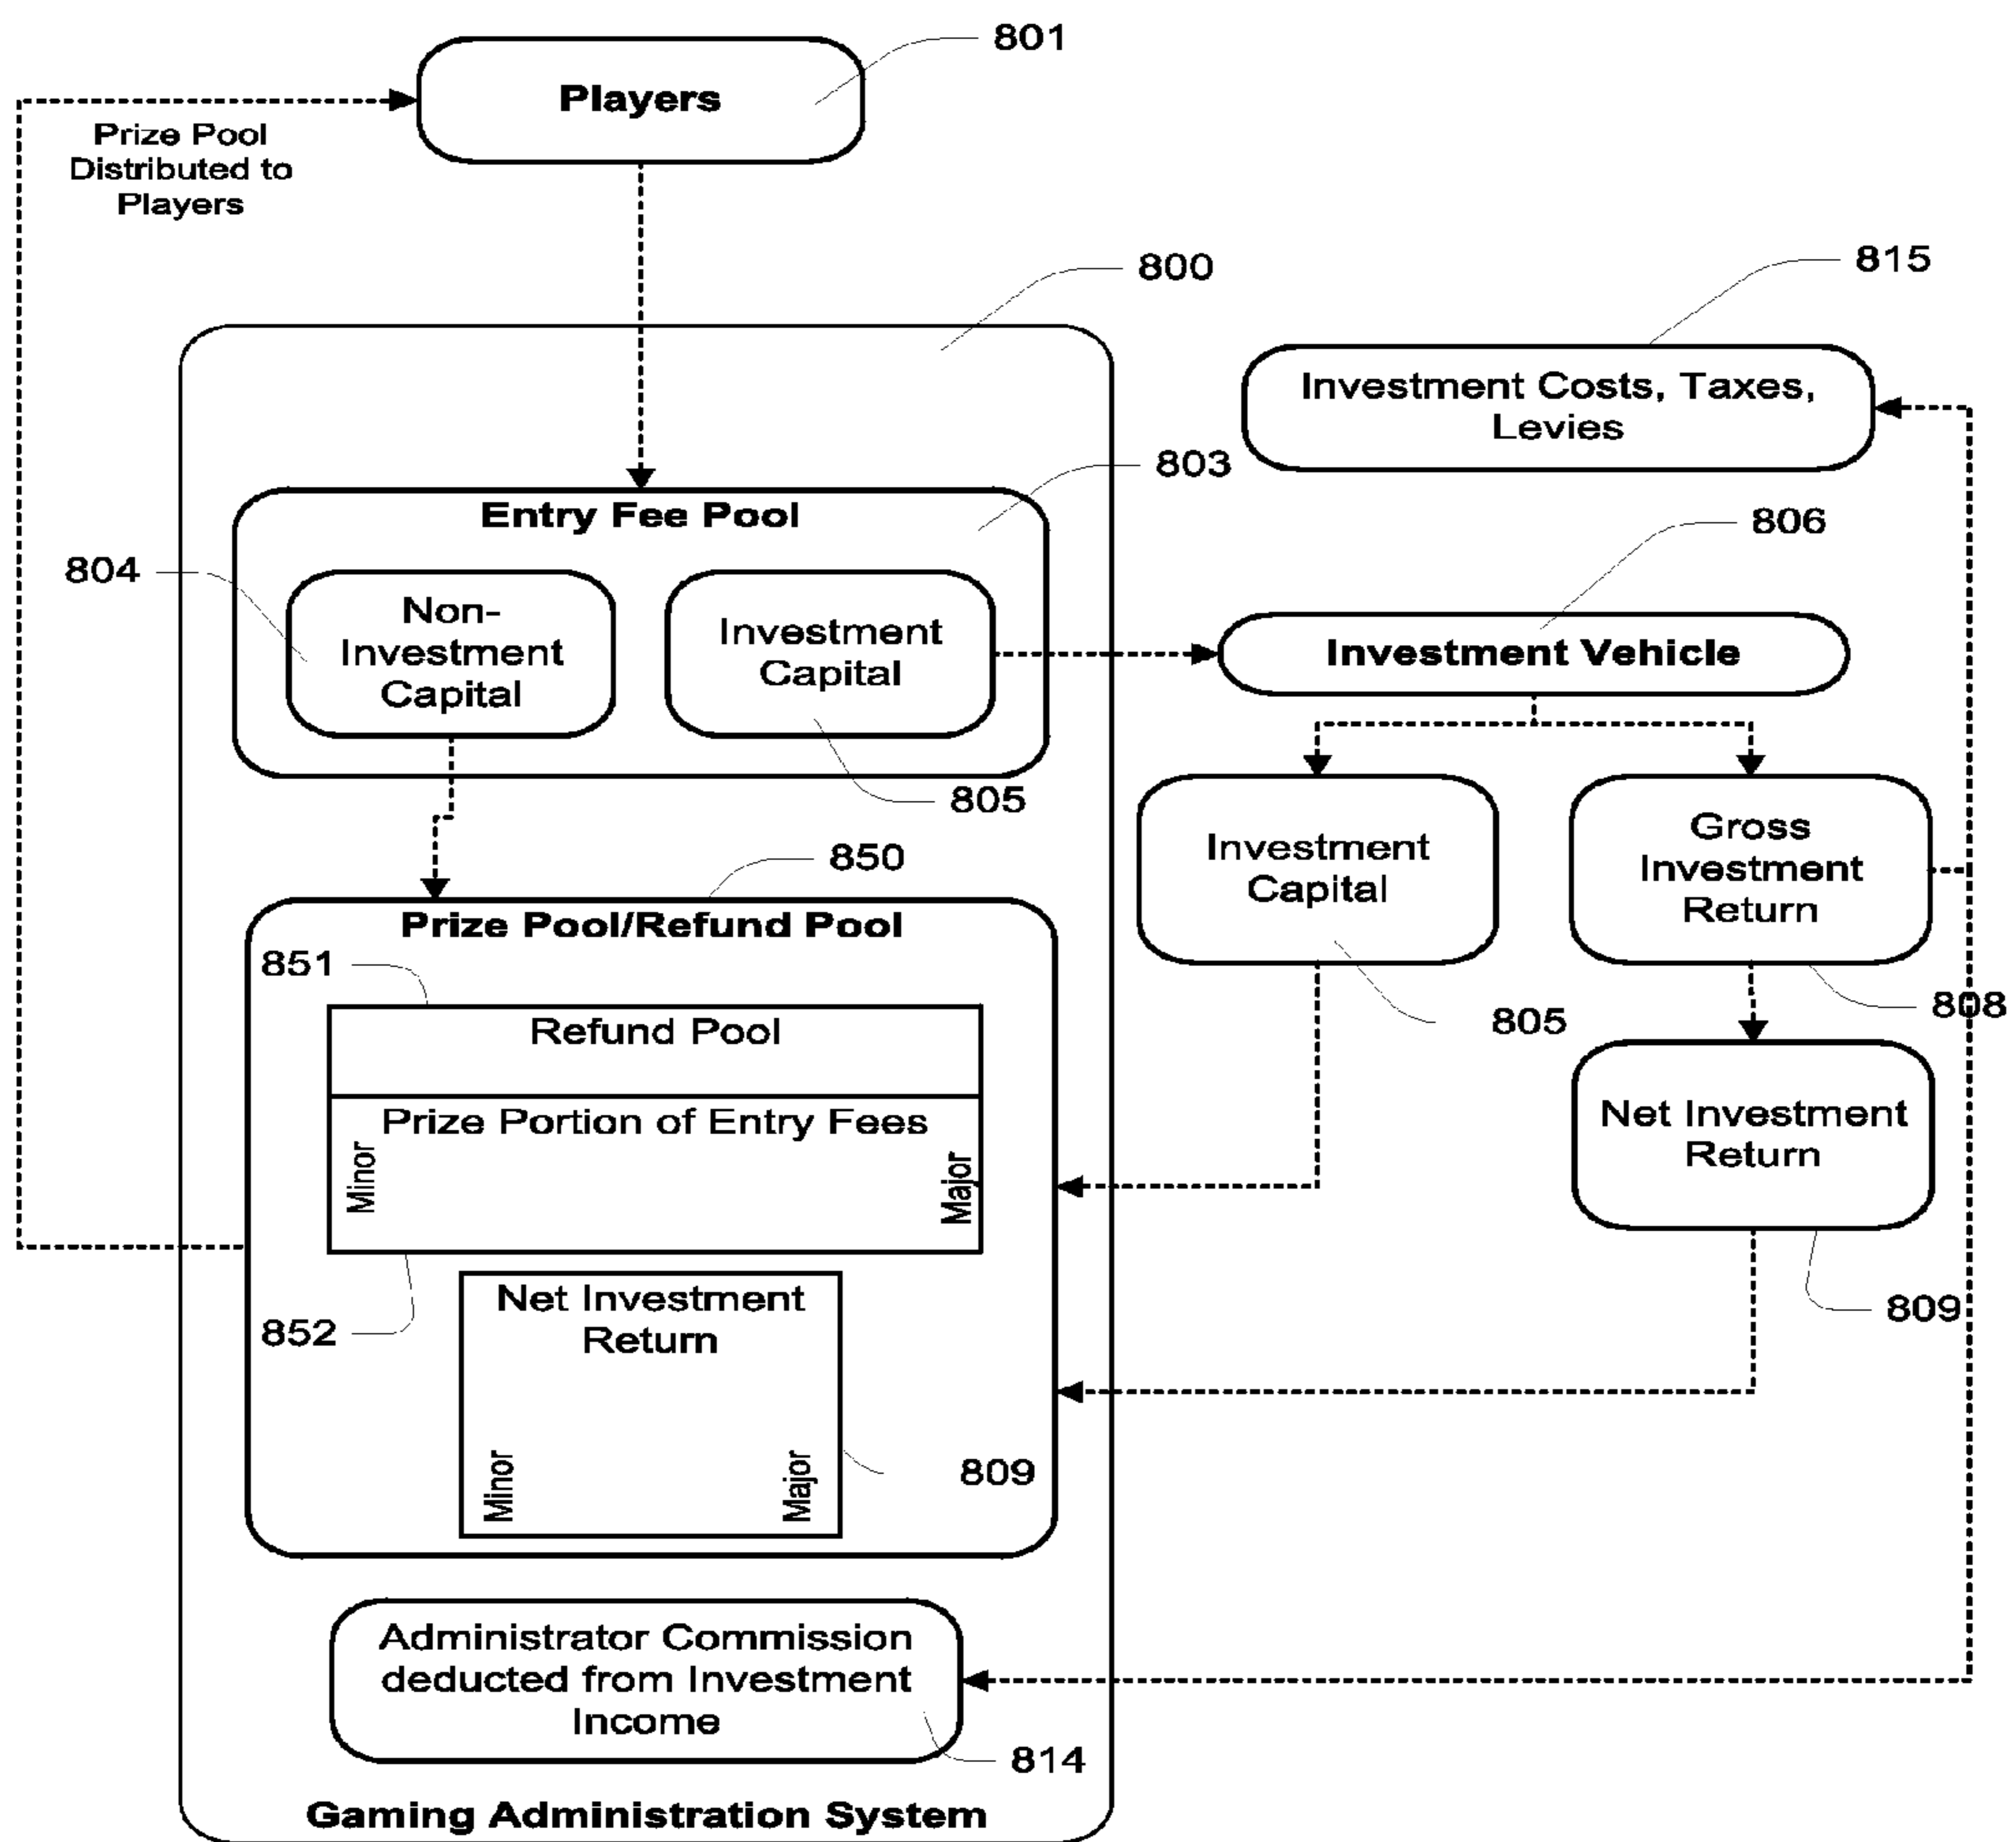 801
Players
Prize Pool
Distributed to
Players
800
815
Investment Costs, Taxes,
Levies
803
Entry Fee Pool
806
804
Non-
Investment
Capital
Investment
Capital
Investment Vehicle
805
850
Gross
Investment
Return
Investment
Capital
Prize Pool/Refund Pool
851
808
805
Refund Pool
Prize Portion of Entry Fees
Minor
Major
Net Investment
Return
809
852
Net Investment
Return
Minor
Major
809
Administrator Commission
deducted from Investment
Income
814
Gaming Administration System